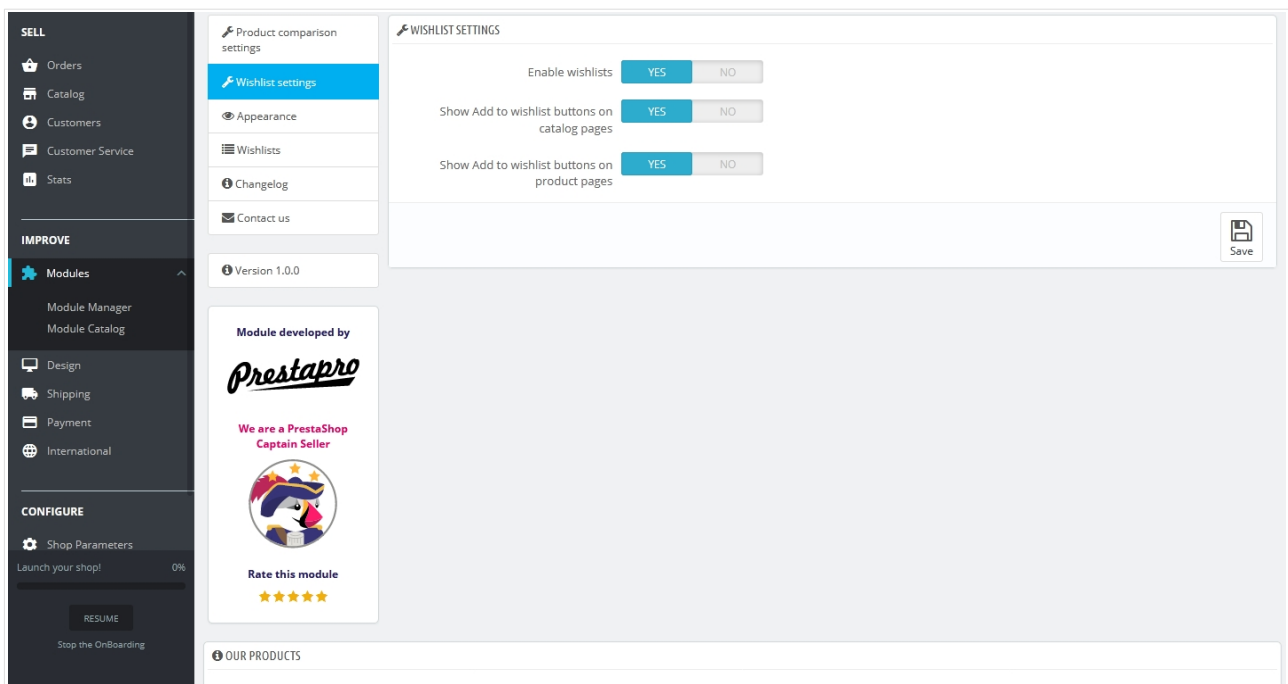 SELL
Orders
Catalog
Customers
Customer Service
Stats
IMPROVE
Modules
Module Manager
Module Catalog
Design
Shipping
Payment
International
CONFIGURE
Shop Parameters
Launch your shop! 0%
RESUME
Stop the OnBoarding
Product comparison
settings
Wishlist settings
Appearance
Wishlists
Changelog
Contact us
Version 1.0.0
Module developed by
Prestapro
We are a PrestaShop
Captain Seller
Rate this module
WISHLIST SETTINGS
Enable wishlists YES NO
Show Add to wishlist buttons on YES NO
catalog pages
Show Add to wishlist buttons on YES NO
product pages
Save
OUR PRODUCTS